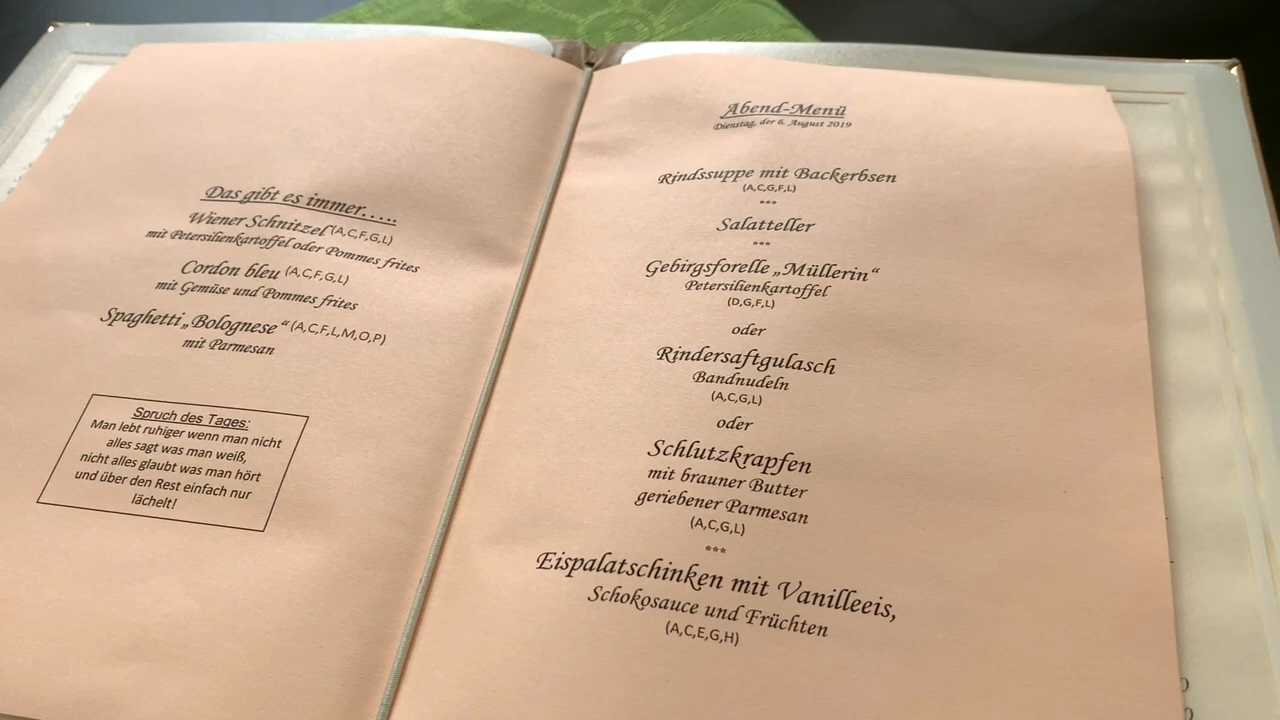 Das gibt es immer.....
Wiener Schnitzel (A,C,F,G,L)
mit Petersilienkartoffel oder Pommes frites
Cordon bleu (A,C,F,G,L)
mit Gemüse und Pommes frites
Spaghetti „Bolognese“ (A,C,F,L,M,O,P)
mit Parmesan
Spruch des Tages:
Man lebt ruhiger wenn man nicht
alles sagt was man weiß,
nicht alles glaubt was man hört
und über den Rest einfach nur
lächelt!
Abend-Menü
Dienstag, der 6. August 2019
Rindssuppe mit Backerbsen
(A,C,G,F,L)
***
Salatteller
***
Gebirgsforelle „Müllerin“
Petersilienkartoffel
(D,G,F,L)
oder
Rindersaftgulasch
Bandnudeln
(A,C,G,L)
oder
Schlutzkrapfen
mit brauner Butter
geriebener Parmesan
(A,C,G,L)
***
Eispalatschinken mit Vanilleeis,
Schokosauce und Früchten
(A,C,E,G,H)